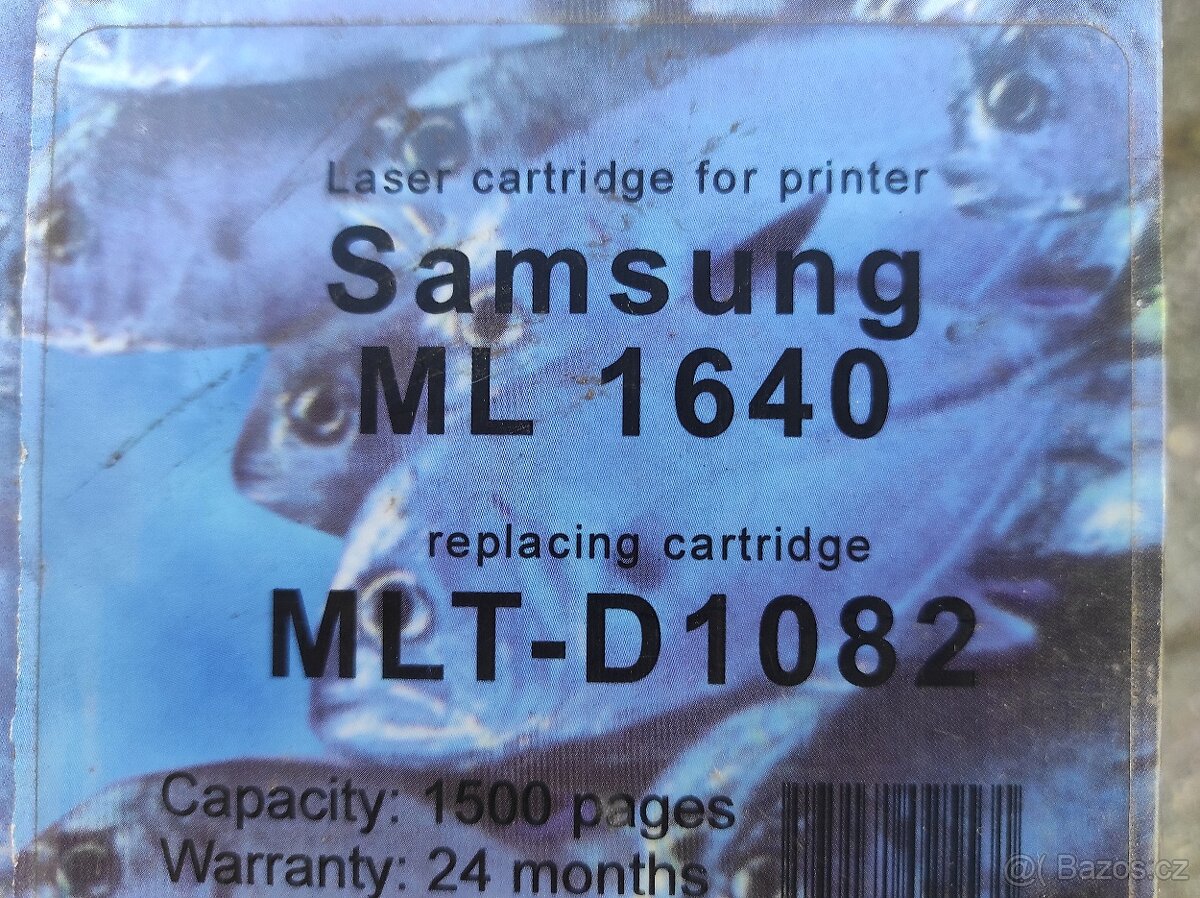 Laser cartridge for printer
Samsung
ML 1640
replacing cartridge
MLT-D1082
Capacity: 1500 pages
Warranty: 24 months
@( Bazos.cz